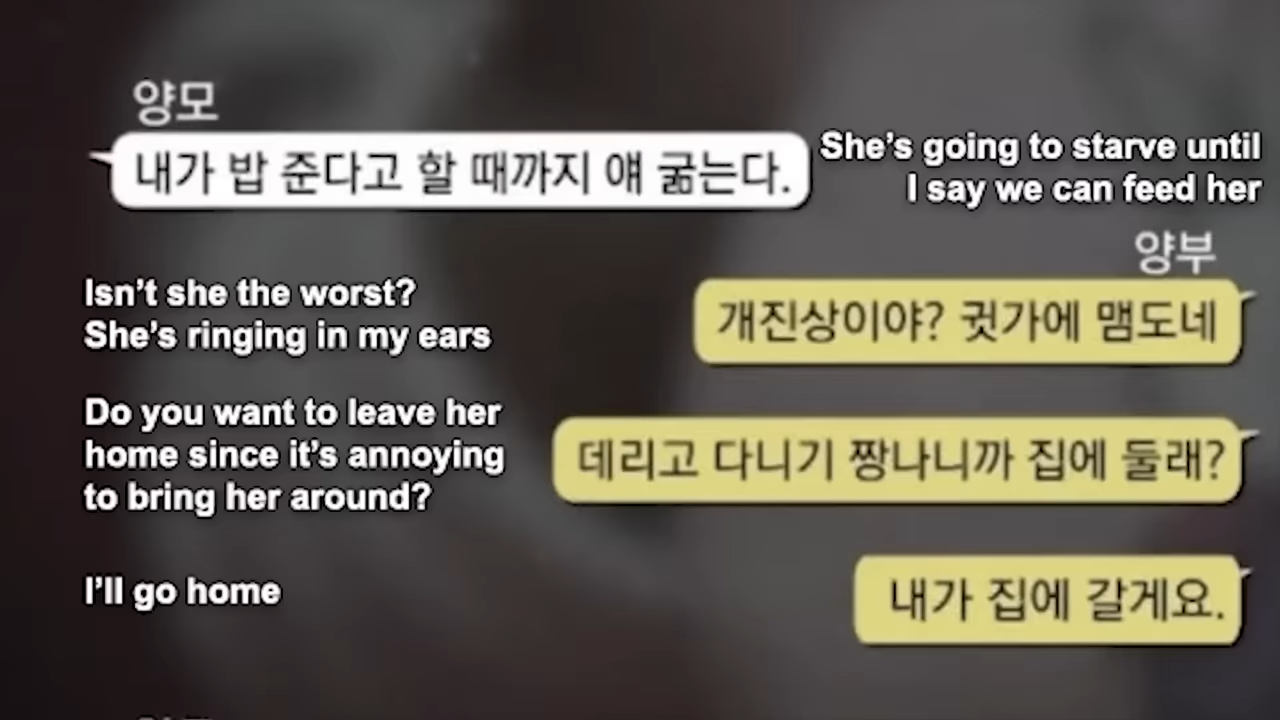 양모
내가 밥 준다고 할 때까지 얘 굶는다.
She's going to starve until
I say we can feed her
양부
Isn't she the worst?
She's ringing in my ears
개진상이야? 귓가에 맴도네
Do you want to leave her
home since it's annoying
to bring her around?
데리고 다니기 짱나니까 집에 둘래?
I'll go home
내가 집에 갈게요.